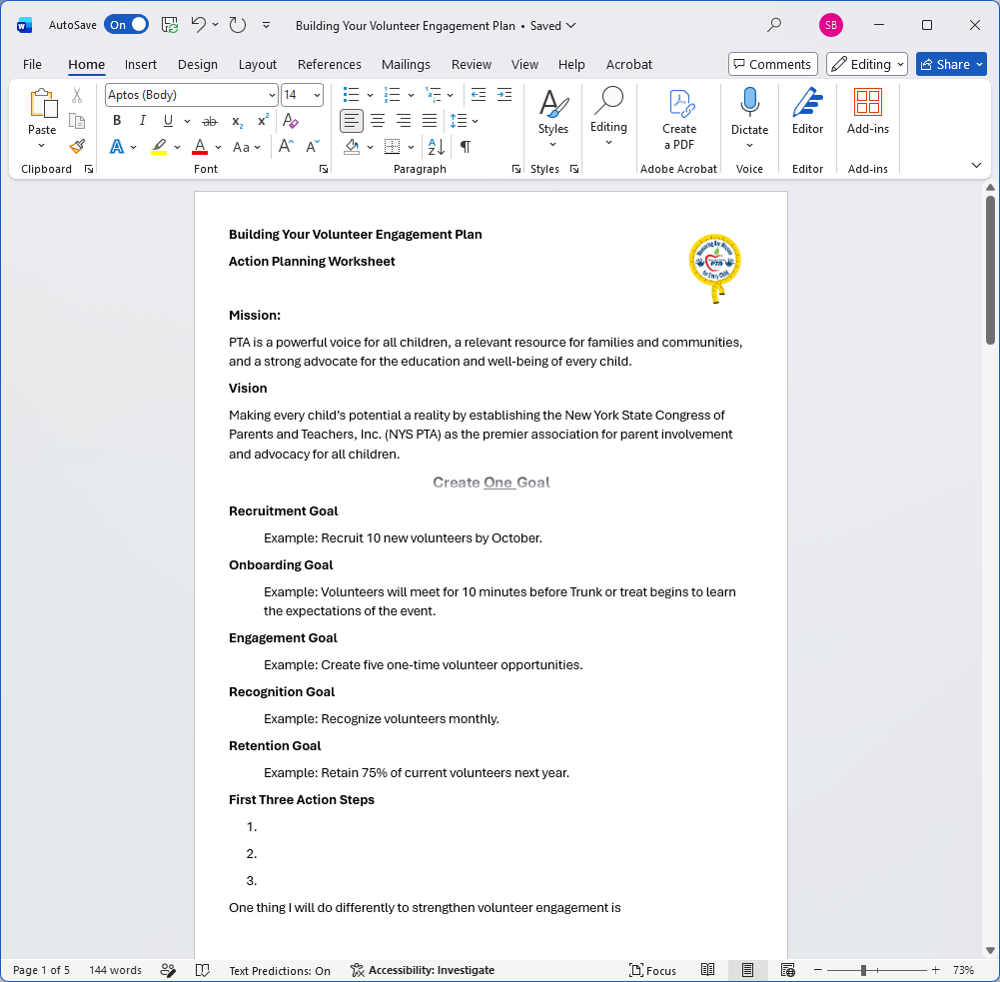 AutoSave On Building Your Volunteer Engagement Plan • Saved SB
File Home Insert Design Layout References Mailings Review View Help Acrobat Comments Editing Share
Paste
Clipboard
Aptos (Body) 14
B I U ab x2 x2 A
A A Aa A A
Font
Paragraph
Styles
Styles
Editing
Create
a PDF
Adobe Acrobat
Dictate
Voice
Editor
Editor
Add-ins
Add-ins
Building Your Volunteer Engagement Plan
Action Planning Worksheet
PTA
for Every Child
Mission:
PTA is a powerful voice for all children, a relevant resource for families and communities,
and a strong advocate for the education and well-being of every child.
Vision
Making every child’s potential a reality by establishing the New York State Congress of
Parents and Teachers, Inc. (NYS PTA) as the premier association for parent involvement
and advocacy for all children.
Create One Goal
Recruitment Goal
Example: Recruit 10 new volunteers by October.
Onboarding Goal
Example: Volunteers will meet for 10 minutes before Trunk or treat begins to learn
the expectations of the event.
Engagement Goal
Example: Create five one-time volunteer opportunities.
Recognition Goal
Example: Recognize volunteers monthly.
Retention Goal
Example: Retain 75% of current volunteers next year.
First Three Action Steps
1.
2.
3.
One thing I will do differently to strengthen volunteer engagement is
Page 1 of 5 144 words Text Predictions: On Accessibility: Investigate Focus 73%